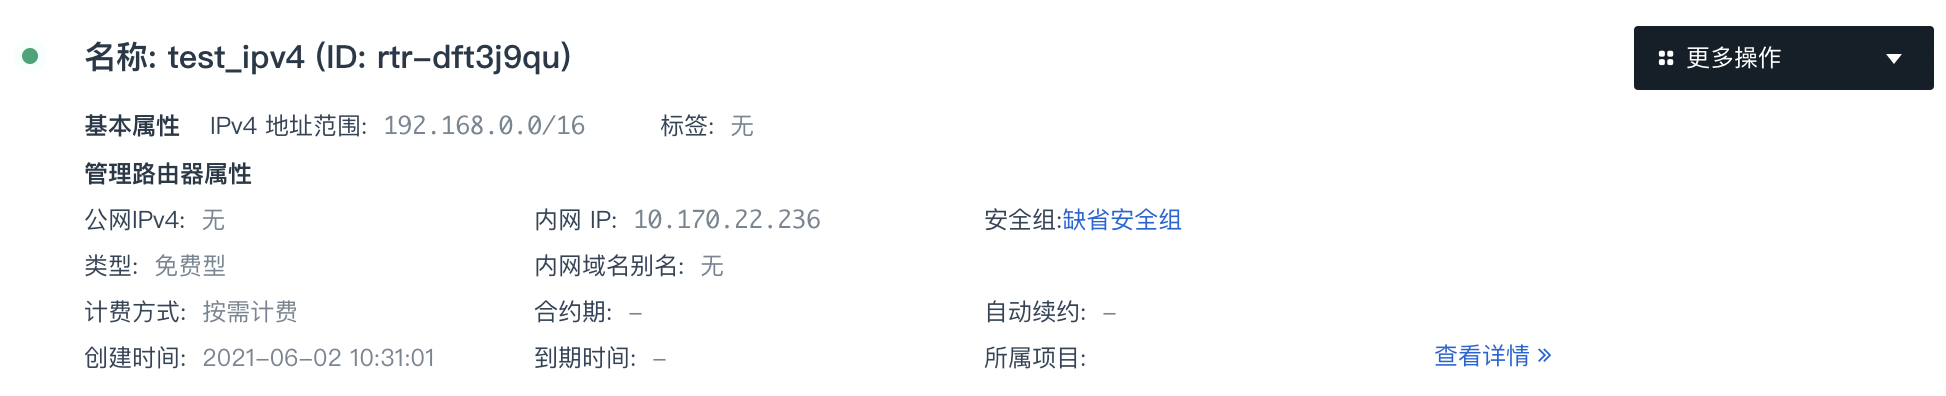 名称: test_ipv4 (ID: rtr-dft3j9qu) 更多操作
基本属性 IPv4 地址范围: 192.168.0.0/16 标签: 无
管理路由器属性
公网IPv4: 无 内网 IP: 10.170.22.236 安全组:缺省安全组
类型: 免费型 内网域名别名: 无
计费方式: 按需计费 合约期: – 自动续约: –
创建时间: 2021-06-02 10:31:01 到期时间: – 所属项目: 查看详情 »